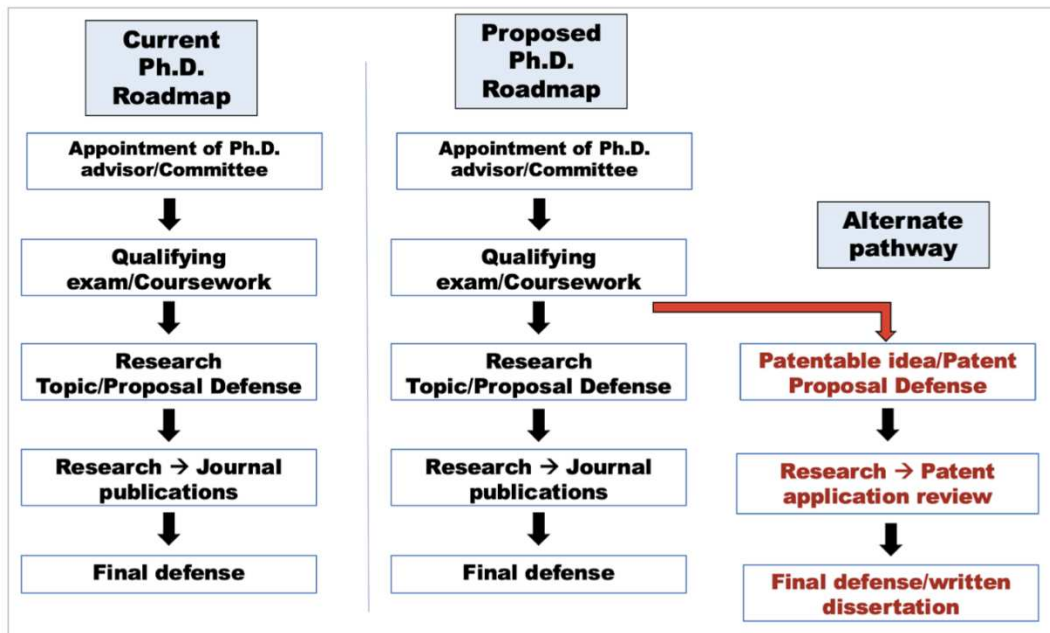 Current
Ph.D.
Roadmap
Appointment of Ph.D.
advisor/Committee
Qualifying
exam/Coursework
Research
Topic/Proposal Defense
Research → Journal
publications
Final defense
Proposed
Ph.D.
Roadmap
Appointment of Ph.D.
advisor/Committee
Qualifying
exam/Coursework
Research
Topic/Proposal Defense
Research → Journal
publications
Final defense
Alternate
pathway
Patentable idea/Patent
Proposal Defense
Research → Patent
application review
Final defense/written
dissertation